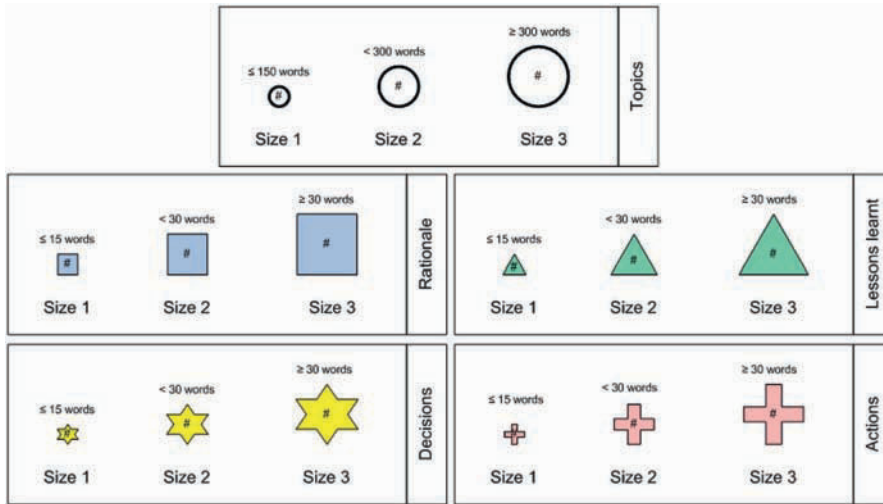 ≥ 300 words
< 300 words
≤ 150 words
# # #
Size 1 Size 2 Size 3
Topics
≥ 30 words
< 30 words
≤ 15 words
# # #
Size 1 Size 2 Size 3
Rationale
≥ 30 words
< 30 words
≤ 15 words
# # #
Size 1 Size 2 Size 3
Lessons learnt
≥ 30 words
< 30 words
≤ 15 words
# # #
Size 1 Size 2 Size 3
Decisions
≥ 30 words
< 30 words
≤ 15 words
# # #
Size 1 Size 2 Size 3
Actions